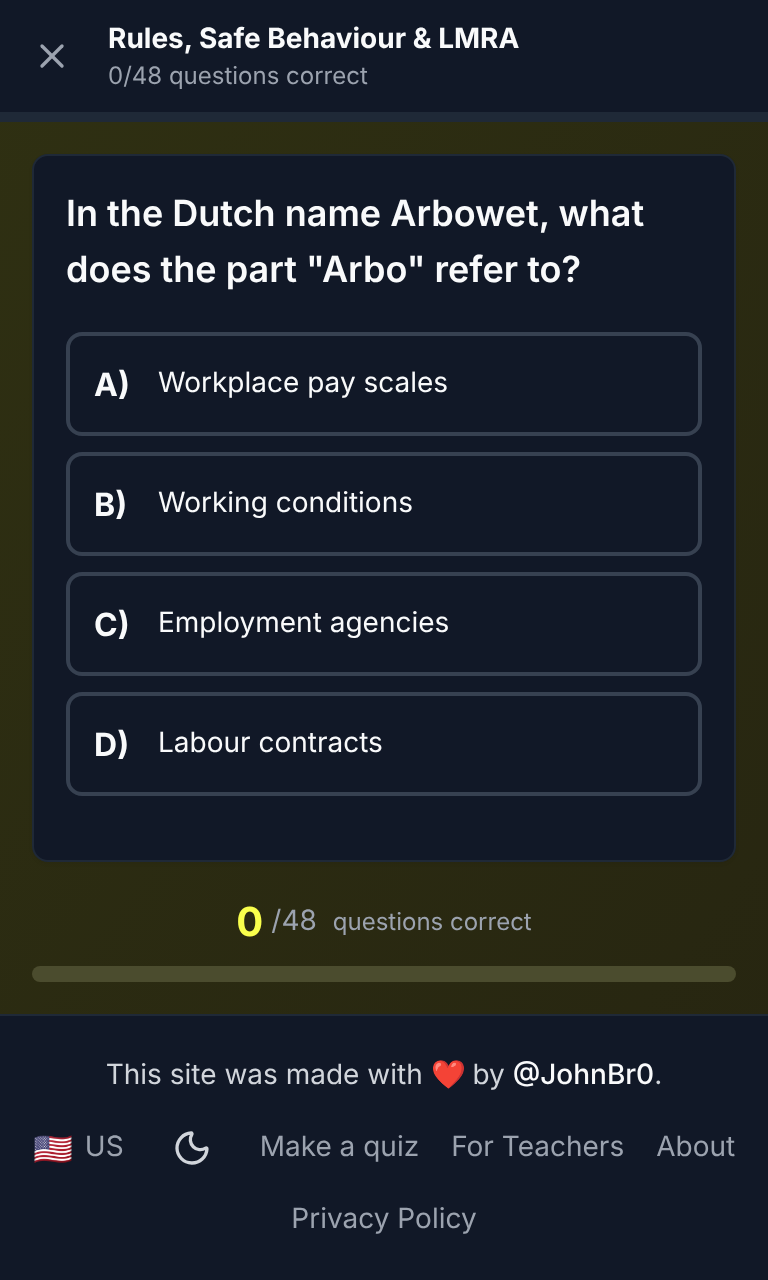 Rules, Safe Behaviour & LMRA
0/48 questions correct
In the Dutch name Arbowet, what
does the part "Arbo" refer to?
A) Workplace pay scales
B) Working conditions
C) Employment agencies
D) Labour contracts
0 /48 questions correct
This site was made with ❤️ by @JohnBr0.
🇺🇸 US Make a quiz For Teachers About
Privacy Policy